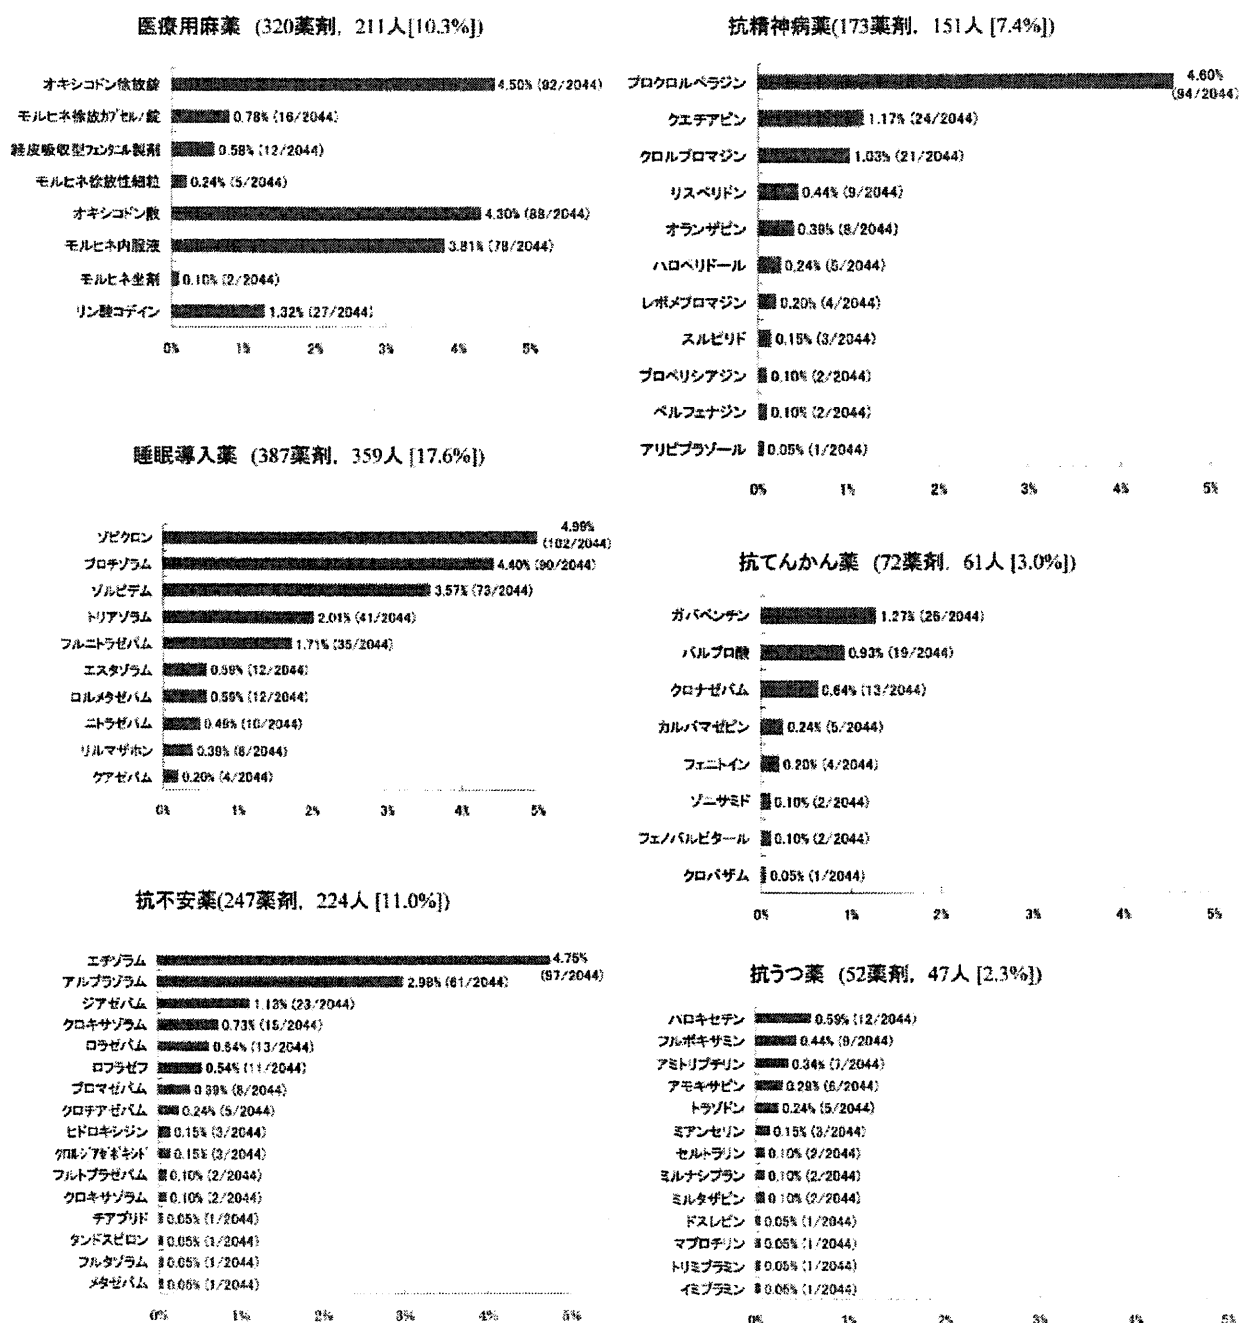 医療用麻薬 (320薬剤, 211人[10.3%])
オキシコドン徐放錠 4.50% (92/2044)
モルヒネ徐放カプセル/錠 0.78% (16/2044)
経皮吸収型フェンタニル製剤 0.58% (12/2044)
モルヒネ徐放性細粒 0.24% (5/2044)
オキシコドン散 4.30% (88/2044)
モルヒネ内服液 3.81% (78/2044)
モルヒネ坐剤 0.10% (2/2044)
リン酸コデイン 1.32% (27/2044)
0% 1% 2% 3% 4% 5%
睡眠導入薬 (387薬剤, 359人 [17.6%])
ゾピクロン 4.99% (102/2044)
ブロチゾラム 4.40% (90/2044)
ゾルピデム 3.57% (73/2044)
トリアゾラム 2.01% (41/2044)
フルニトラゼパム 1.71% (35/2044)
エスタゾラム 0.59% (12/2044)
ロルメタゼパム 0.59% (12/2044)
ニトラゼパム 0.49% (10/2044)
リルマザホン 0.39% (8/2044)
クアゼパム 0.20% (4/2044)
0% 1% 2% 3% 4% 5%
抗不安薬(247薬剤, 224人 [11.0%])
エチゾラム 4.75% (97/2044)
アルプラゾラム 2.98% (61/2044)
ジアゼパム 1.13% (23/2044)
クロキサゾラム 0.73% (15/2044)
ロラゼパム 0.64% (13/2044)
ロフラゼプ 0.54% (11/2044)
ブロマゼパム 0.39% (8/2044)
クロチアゼパム 0.24% (5/2044)
ヒドロキシジン 0.15% (3/2044)
クロルジアゼポキシド 0.15% (3/2044)
フルトプラゼパム 0.10% (2/2044)
クロキサゾラム 0.10% (2/2044)
チアプリド 0.05% (1/2044)
タンドスピロン 0.05% (1/2044)
フルタゾラム 0.05% (1/2044)
メタゼパム 0.05% (1/2044)
0% 1% 2% 3% 4% 5%
抗精神病薬(173薬剤, 151人 [7.4%])
プロクロルペラジン 4.60% (94/2044)
クエチアピン 1.17% (24/2044)
クロルプロマジン 1.03% (21/2044)
リスペリドン 0.44% (9/2044)
オランザピン 0.39% (8/2044)
ハロペリドール 0.24% (5/2044)
レボメプロマジン 0.20% (4/2044)
スルピリド 0.15% (3/2044)
プロペリシアジン 0.10% (2/2044)
ペルフェナジン 0.10% (2/2044)
アリピプラゾール 0.05% (1/2044)
0% 1% 2% 3% 4% 5%
抗てんかん薬 (72薬剤, 61人 [3.0%])
ガバペンチン 1.27% (26/2044)
バルプロ酸 0.93% (19/2044)
クロナゼパム 0.64% (13/2044)
カルバマゼピン 0.24% (5/2044)
フェニトイン 0.20% (4/2044)
ゾニサミド 0.10% (2/2044)
フェノバルビタール 0.10% (2/2044)
クロバザム 0.05% (1/2044)
0% 1% 2% 3% 4% 5%
抗うつ薬 (52薬剤, 47人 [2.3%])
パロキセチン 0.59% (12/2044)
フルボキサミン 0.44% (9/2044)
アミトリプチリン 0.34% (7/2044)
アモキサピン 0.29% (6/2044)
トラゾドン 0.24% (5/2044)
ミアンセリン 0.15% (3/2044)
セルトラリン 0.10% (2/2044)
ミルナシプラン 0.10% (2/2044)
ミルタザピン 0.10% (2/2044)
ドスレピン 0.05% (1/2044)
マプロチリン 0.05% (1/2044)
トリミプラミン 0.05% (1/2044)
イミプラミン 0.05% (1/2044)
0% 1% 2% 3% 4% 5%